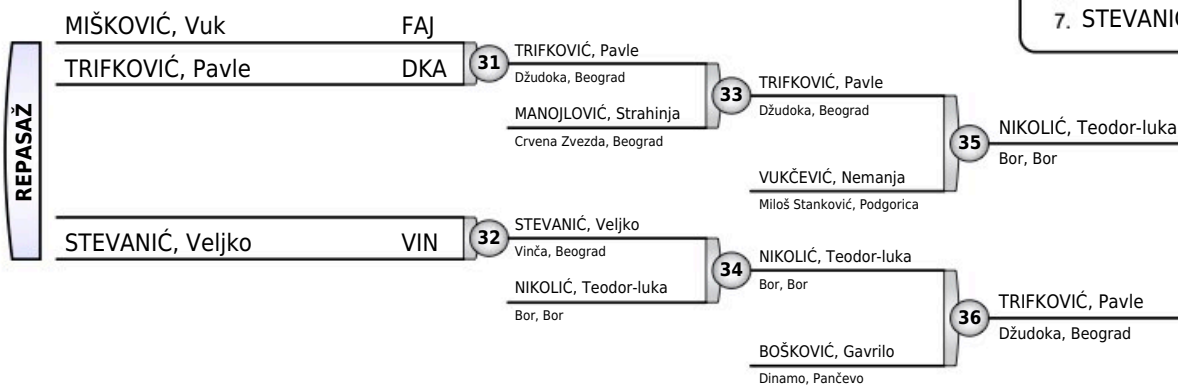 7. STEVANIĆ
REPASAŽ
MIŠKOVIĆ, Vuk FAJ
TRIFKOVIĆ, Pavle DKA
31
TRIFKOVIĆ, Pavle
Džudoka, Beograd
MANOJLOVIĆ, Strahinja
Crvena Zvezda, Beograd
33
TRIFKOVIĆ, Pavle
Džudoka, Beograd
VUKČEVIĆ, Nemanja
Miloš Stanković, Podgorica
35
NIKOLIĆ, Teodor-luka
Bor, Bor
STEVANIĆ, Veljko VIN
32
STEVANIĆ, Veljko
Vinča, Beograd
NIKOLIĆ, Teodor-luka
Bor, Bor
34
NIKOLIĆ, Teodor-luka
Bor, Bor
BOŠKOVIĆ, Gavrilo
Dinamo, Pančevo
36
TRIFKOVIĆ, Pavle
Džudoka, Beograd